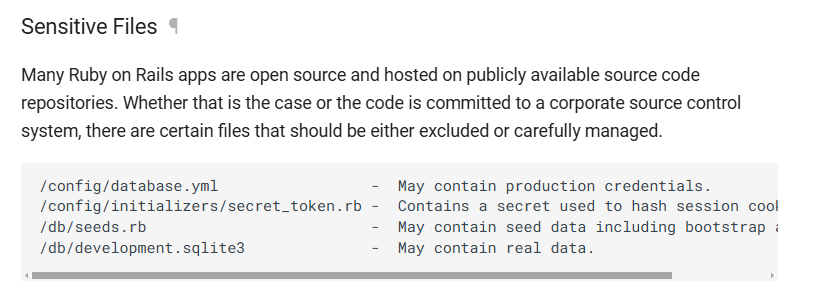 Sensitive Files ¶
Many Ruby on Rails apps are open source and hosted on publicly available source code
repositories. Whether that is the case or the code is committed to a corporate source control
system, there are certain files that should be either excluded or carefully managed.
/config/database.yml - May contain production credentials.
/config/initializers/secret_token.rb - Contains a secret used to hash session
/db/seeds.rb - May contain seed data including bootstrap
/db/development.sqlite3 - May contain real data.